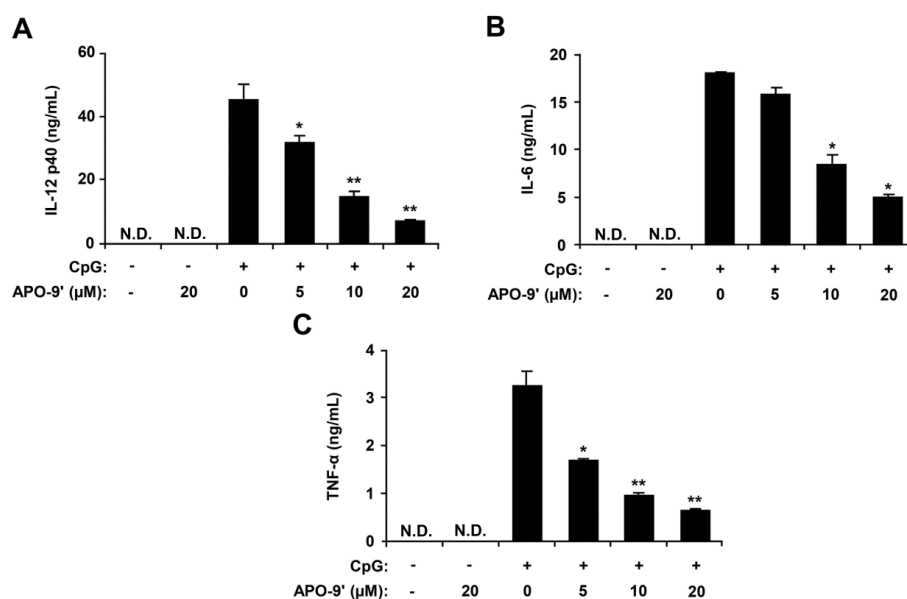 A
60
40
20
0
IL-12 p40 (ng/mL)
*
**
**
N.D. N.D.
CpG: - - + + + +
APO-9' (μM): - 20 0 5 10 20
B
20
15
10
5
0
IL-6 (ng/mL)
*
*
N.D. N.D.
CpG: - - + + + +
APO-9' (μM): - 20 0 5 10 20
C
4
3
2
1
0
TNF-α (ng/mL)
*
**
**
N.D. N.D.
CpG: - - + + + +
APO-9' (μM): - 20 0 5 10 20